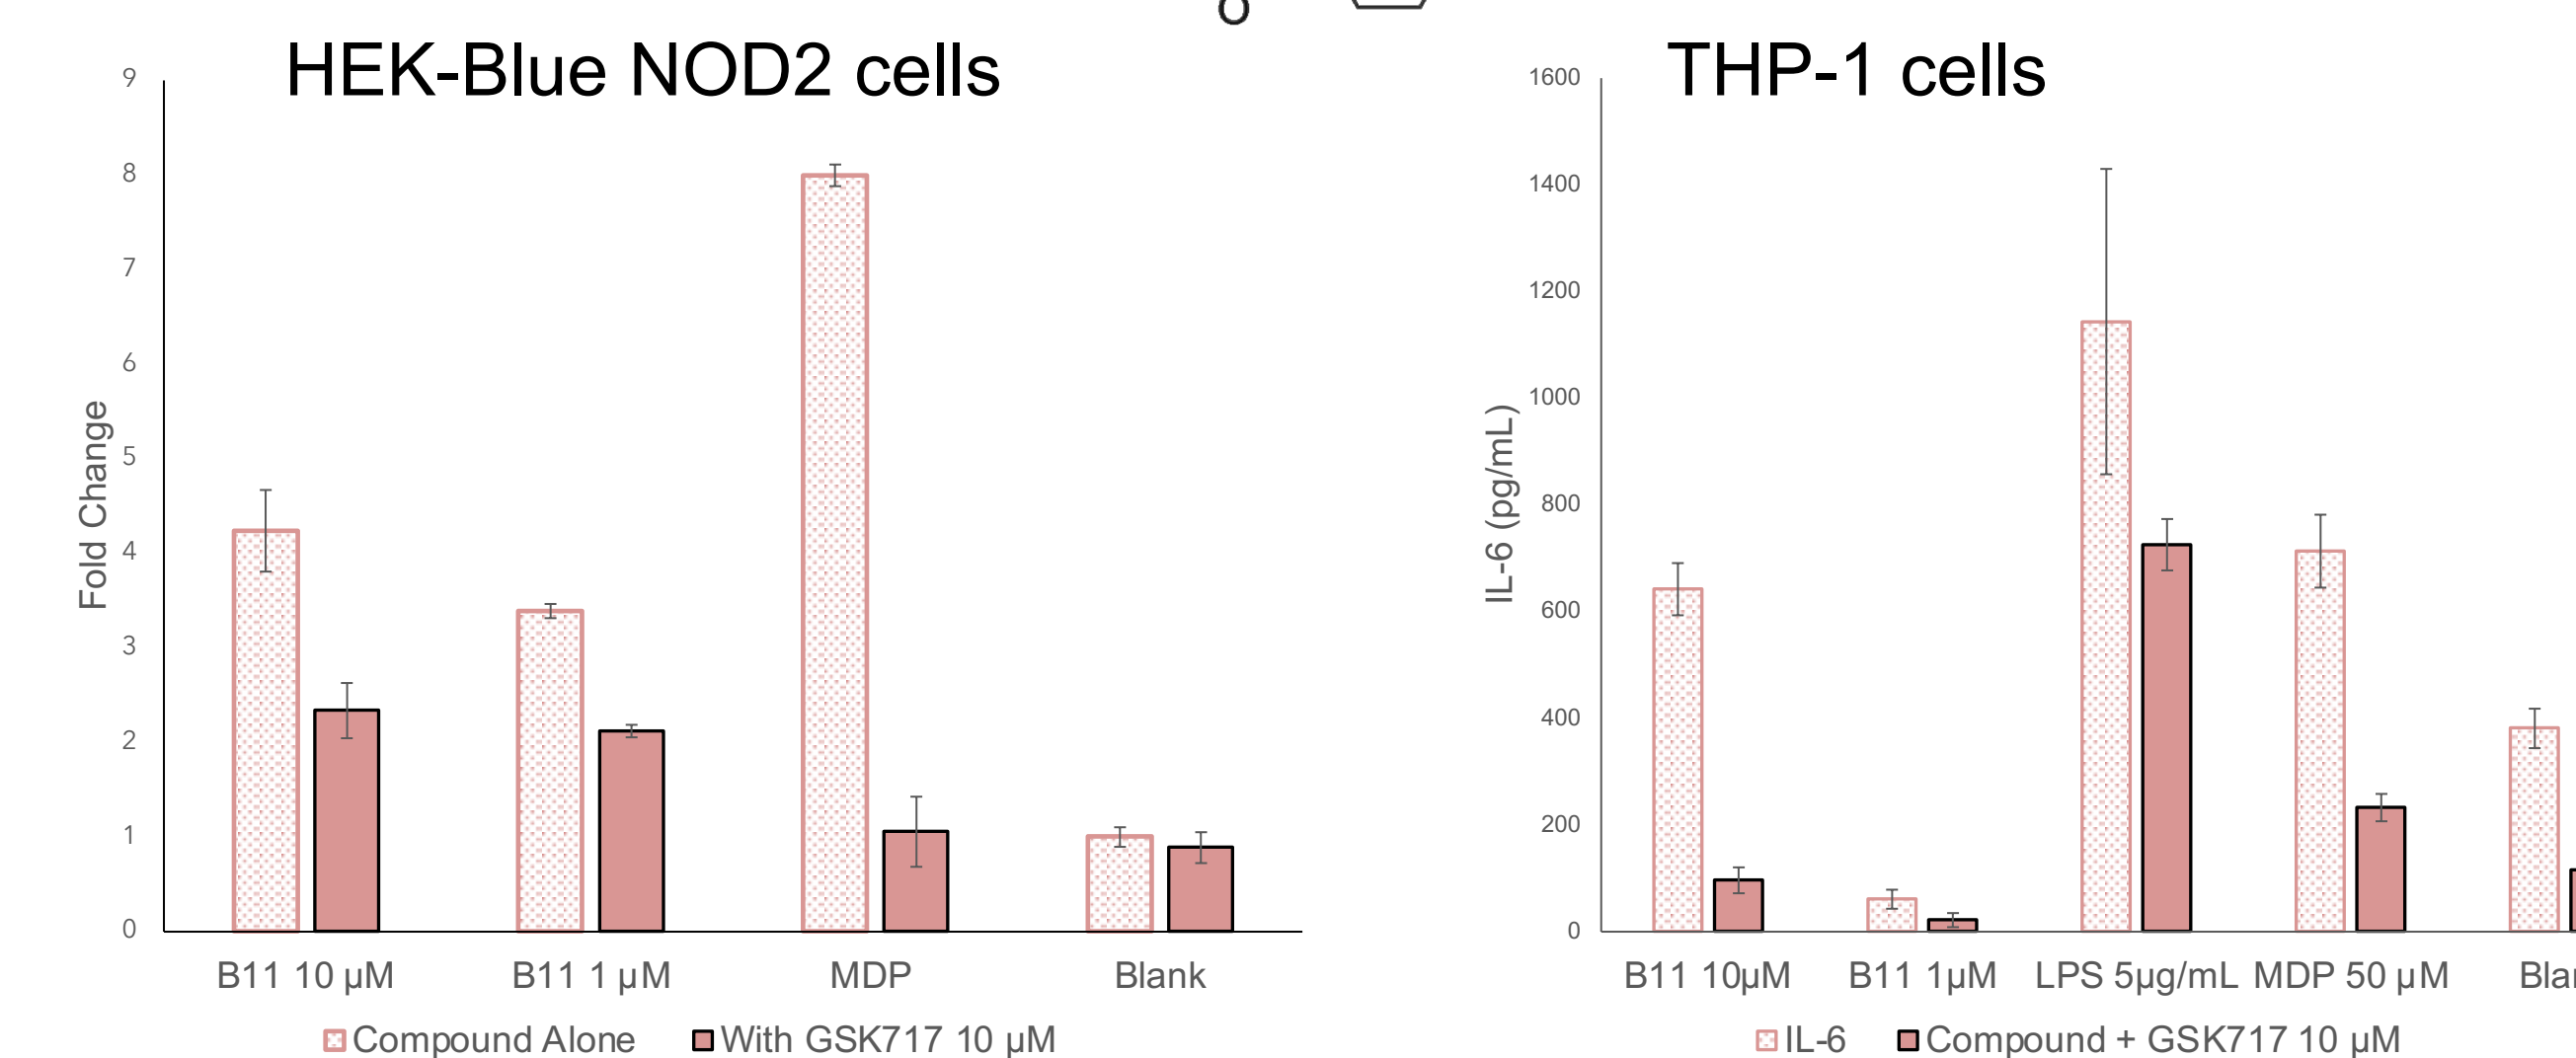 HEK-Blue NOD2 cells
9
8
7
6
5
4
3
2
1
0
Fold Change
B11 10 µM
B11 1 µM
MDP
Blank
Compound Alone
With GSK717 10 µM
THP-1 cells
1600
1400
1200
1000
800
600
400
200
0
IL-6 (pg/mL)
B11 10µM
B11 1µM
LPS 5µg/mL
MDP 50 µM
IL-6
Compound + GSK717 10 µM